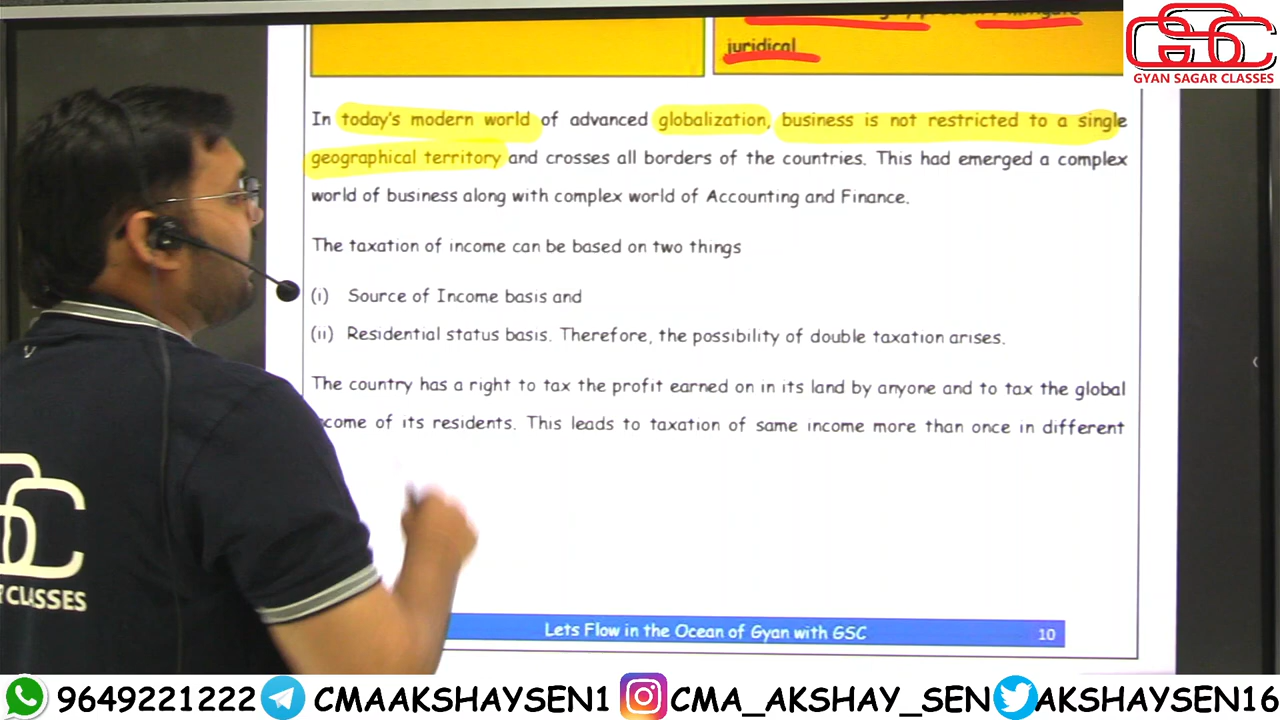 juridical
GSC
GYAN SAGAR CLASSES
In today's modern world of advanced globalization, business is not restricted to a single
geographical territory and crosses all borders of the countries. This had emerged a complex
world of business along with complex world of Accounting and Finance.
The taxation of income can be based on two things
(i) Source of Income basis and
(ii) Residential status basis. Therefore, the possibility of double taxation arises.
The country has a right to tax the profit earned on in its land by anyone and to tax the global
come of its residents. This leads to taxation of same income more than once in different
CLASSES
Lets Flow in the Ocean of Gyan with GSC 10
9649221222 CMAAKSHAYSEN1 CMA_AKSHAY_SEN AKSHAYSEN16